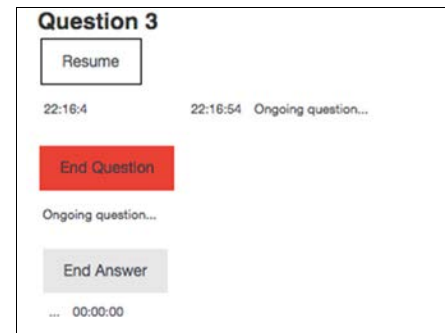 Question 3
Resume
22:16:4 22:16:54 Ongoing question...
End Question
Ongoing question...
End Answer
... 00:00:00